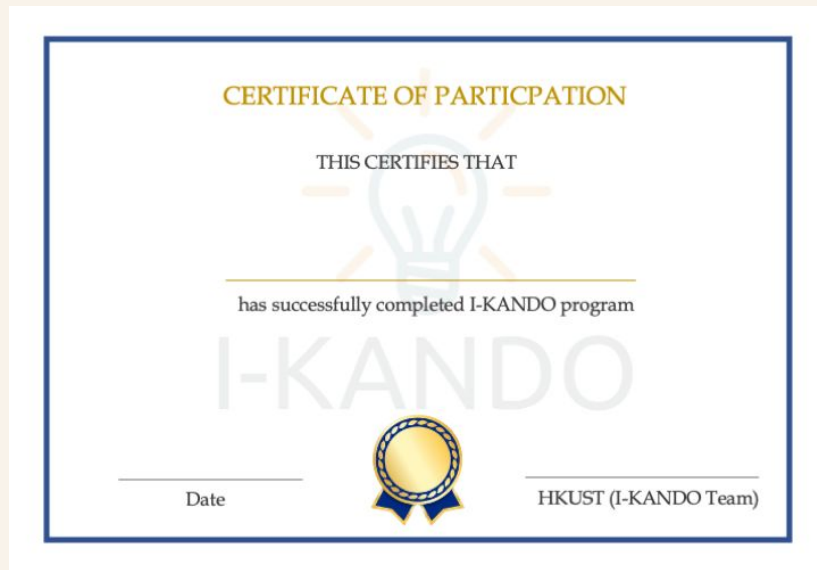 CERTIFICATE OF PARTICPATION
THIS CERTIFIES THAT
has successfully completed I-KANDO program
I-KANDO
Date
HKUST (I-KANDO Team)